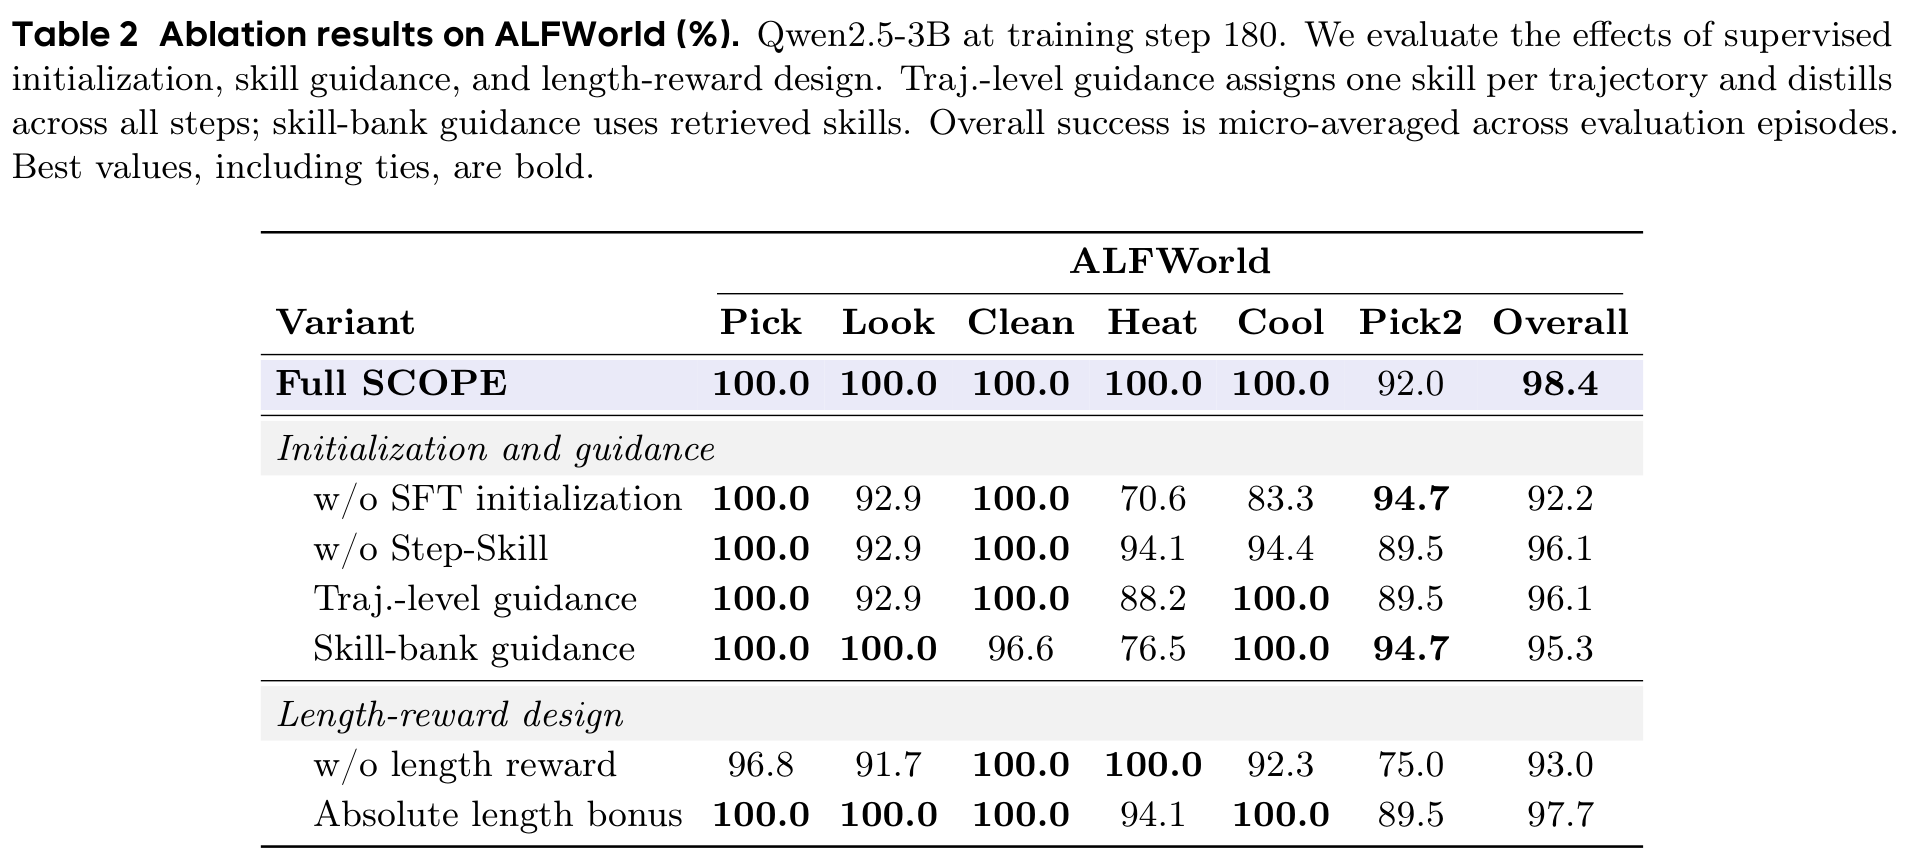 Table 2 Ablation results on ALFWorld (%). Qwen2.5-3B at training step 180. We evaluate the effects of supervised
initialization, skill guidance, and length-reward design. Traj.-level guidance assigns one skill per trajectory and distills
across all steps; skill-bank guidance uses retrieved skills. Overall success is micro-averaged across evaluation episodes.
Best values, including ties, are bold.
ALFWorld
Variant Pick Look Clean Heat Cool Pick2 Overall
Full SCOPE 100.0 100.0 100.0 100.0 100.0 92.0 98.4
Initialization and guidance
w/o SFT initialization 100.0 92.9 100.0 70.6 83.3 94.7 92.2
w/o Step-Skill 100.0 92.9 100.0 94.1 94.4 89.5 96.1
Traj.-level guidance 100.0 92.9 100.0 88.2 100.0 89.5 96.1
Skill-bank guidance 100.0 100.0 96.6 76.5 100.0 94.7 95.3
Length-reward design
w/o length reward 96.8 91.7 100.0 100.0 92.3 75.0 93.0
Absolute length bonus 100.0 100.0 100.0 94.1 100.0 89.5 97.7